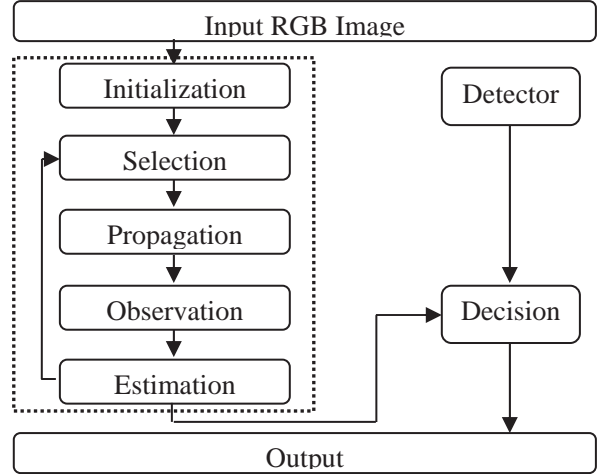 Input RGB Image
Initialization
Selection
Propagation
Observation
Estimation
Detector
Decision
Output